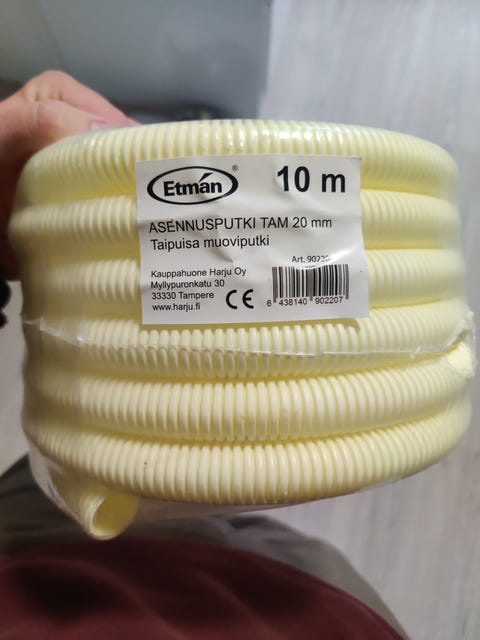 Etmán®
10 m
ASENNUSPUTKI TAM 20 mm
Taipuisa muoviputki
Art.
Kauppahuone Harju Oy
Myllypuronkatu 30
33330 Tampere
www.harju.fi
CE
6 438140 902207